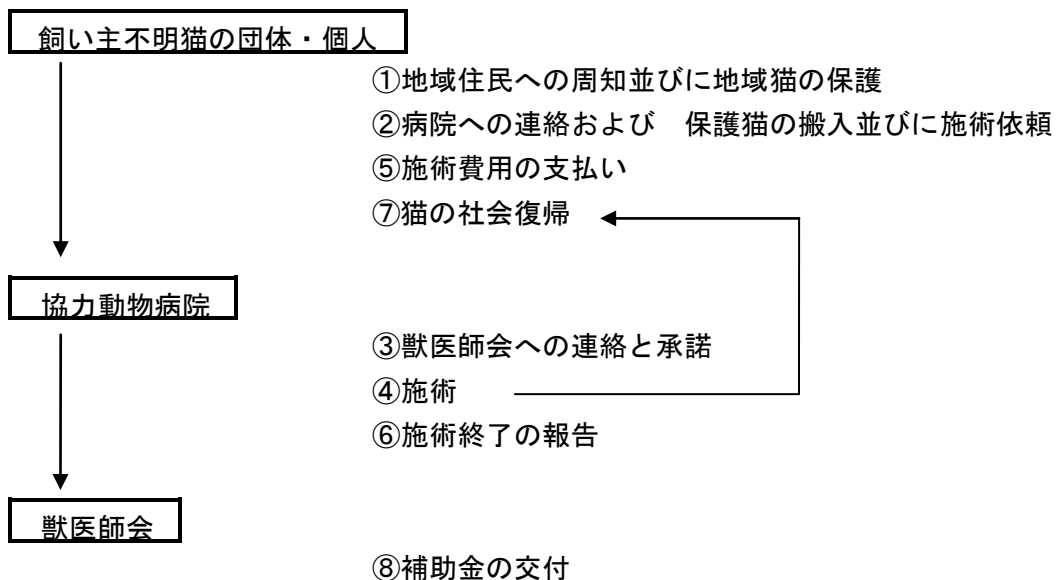 飼い主不明猫の団体・個人
①地域住民への周知並びに地域猫の保護
②病院への連絡および　保護猫の搬入並びに施術依頼
⑤施術費用の支払い
⑦猫の社会復帰
協力動物病院
③獣医師会への連絡と承諾
④施術
⑥施術終了の報告
獣医師会
⑧補助金の交付